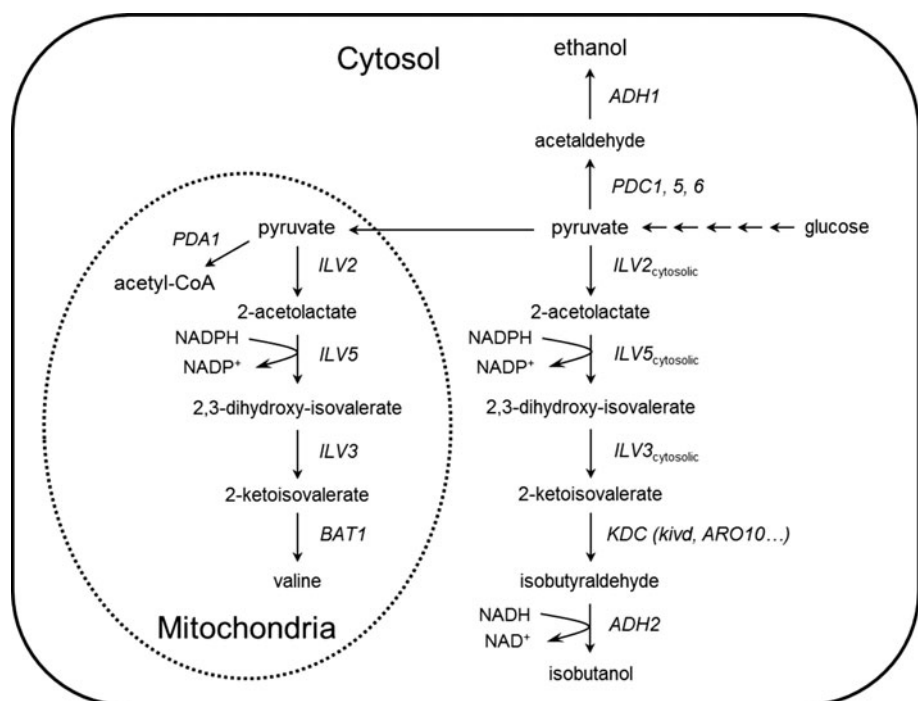 ethanol
Cytosol
ADH1
acetaldehyde
PDC1, 5, 6
pyruvate
pyruvate
glucose
PDA1
acetyl-CoA
ILV2
ILV2cytosolic
2-acetolactate
2-acetolactate
NADPH
NADP+
ILV5
NADPH
NADP+
ILV5cytosolic
2,3-dihydroxy-isovalerate
2,3-dihydroxy-isovalerate
ILV3
ILV3cytosolic
2-ketoisovalerate
2-ketoisovalerate
BAT1
KDC (kivd, ARO10…)
valine
isobutyraldehyde
Mitochondria
NADH
NAD+
ADH2
isobutanol